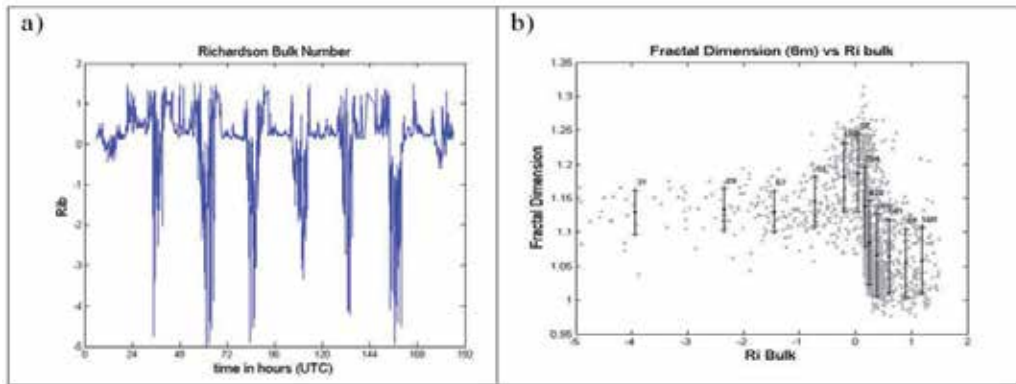 a)
Richardson Bulk Number
2
1
0
-1
-2
-3
-4
-5
Rib
0 24 48 72 96 120 144 168 192
time in hours (UTC)
b)
Fractal Dimension (6m) vs Ri bulk
1.35
1.3
1.25
1.2
1.15
1.1
1.05
1
0.95
Fractal Dimension
-5 -4 -3 -2 -1 0 1 2
Ri Bulk